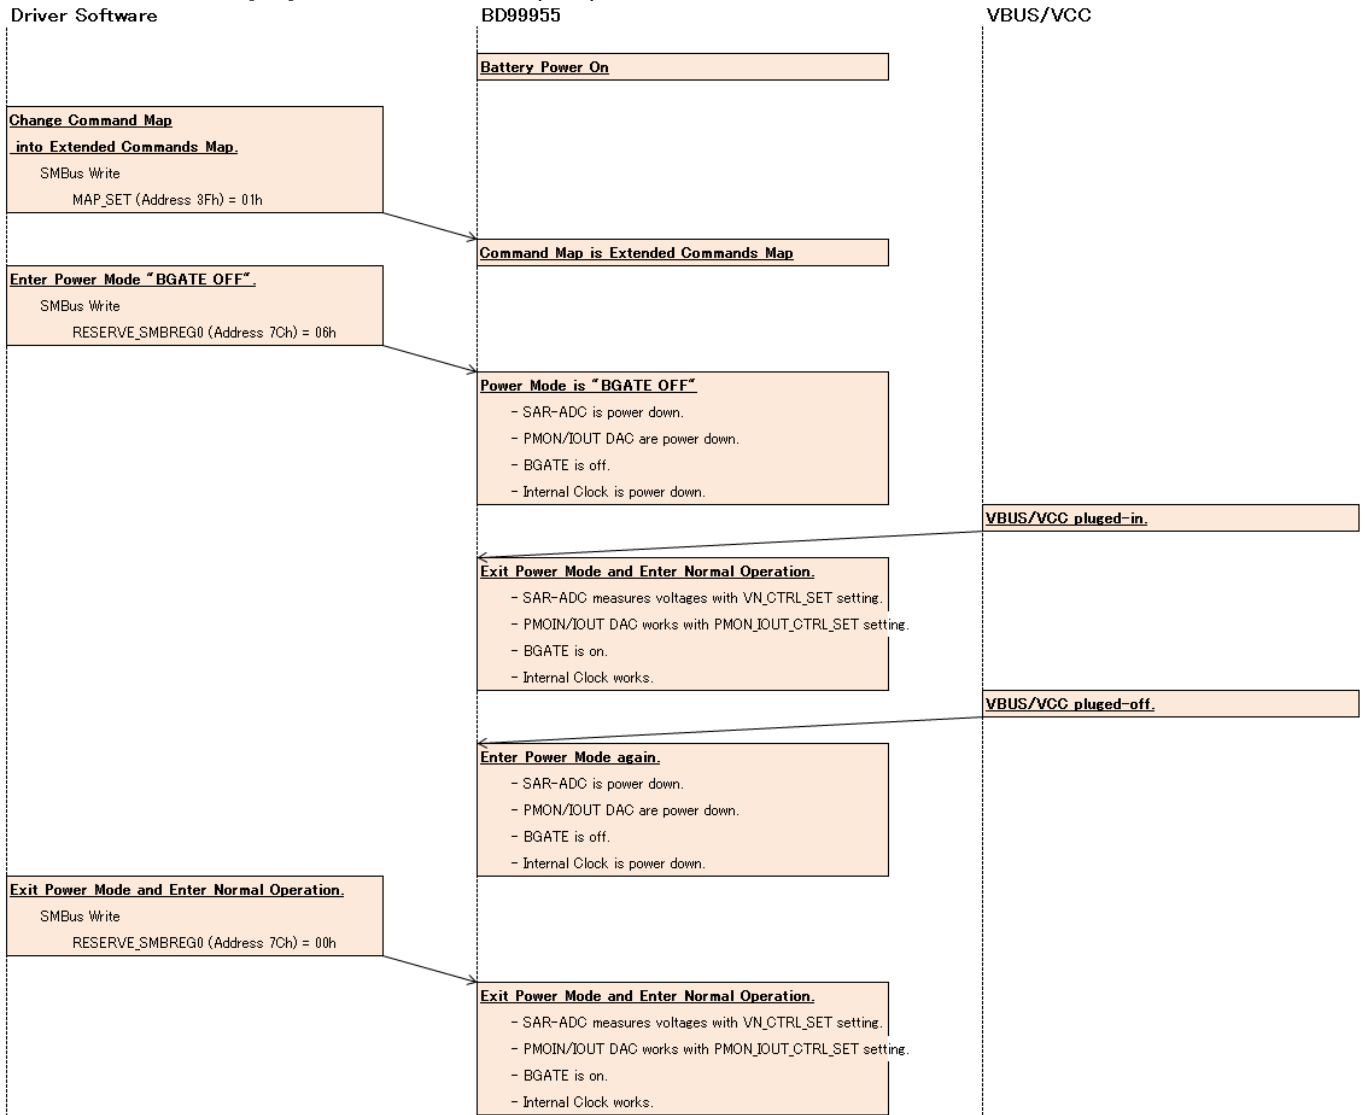 Driver Software
BD99955
VBUS/VCC
Battery Power On
Change Command Map
into Extended Commands Map.
SMBus Write
MAP_SET (Address 3Fh) = 01h
Command Map is Extended Commands Map
Enter Power Mode "BGATE OFF".
SMBus Write
RESERVE_SMBREG0 (Address 7Ch) = 06h
Power Mode is "BGATE OFF"
- SAR-ADC is power down.
- PMON/IOUT DAC are power down.
- BGATE is off.
- Internal Clock is power down.
VBUS/VCC pluged-in.
Exit Power Mode and Enter Normal Operation.
- SAR-ADC measures voltages with VN_CTRL_SET setting.
- PMOIN/IOUT DAC works with PMON_IOUT_CTRL_SET setting.
- BGATE is on.
- Internal Clock works.
VBUS/VCC pluged-off.
Enter Power Mode again.
- SAR-ADC is power down.
- PMON/IOUT DAC are power down.
- BGATE is off.
- Internal Clock is power down.
Exit Power Mode and Enter Normal Operation.
SMBus Write
RESERVE_SMBREG0 (Address 7Ch) = 00h
Exit Power Mode and Enter Normal Operation.
- SAR-ADC measures voltages with VN_CTRL_SET setting.
- PMOIN/IOUT DAC works with PMON_IOUT_CTRL_SET setting.
- BGATE is on.
- Internal Clock works.